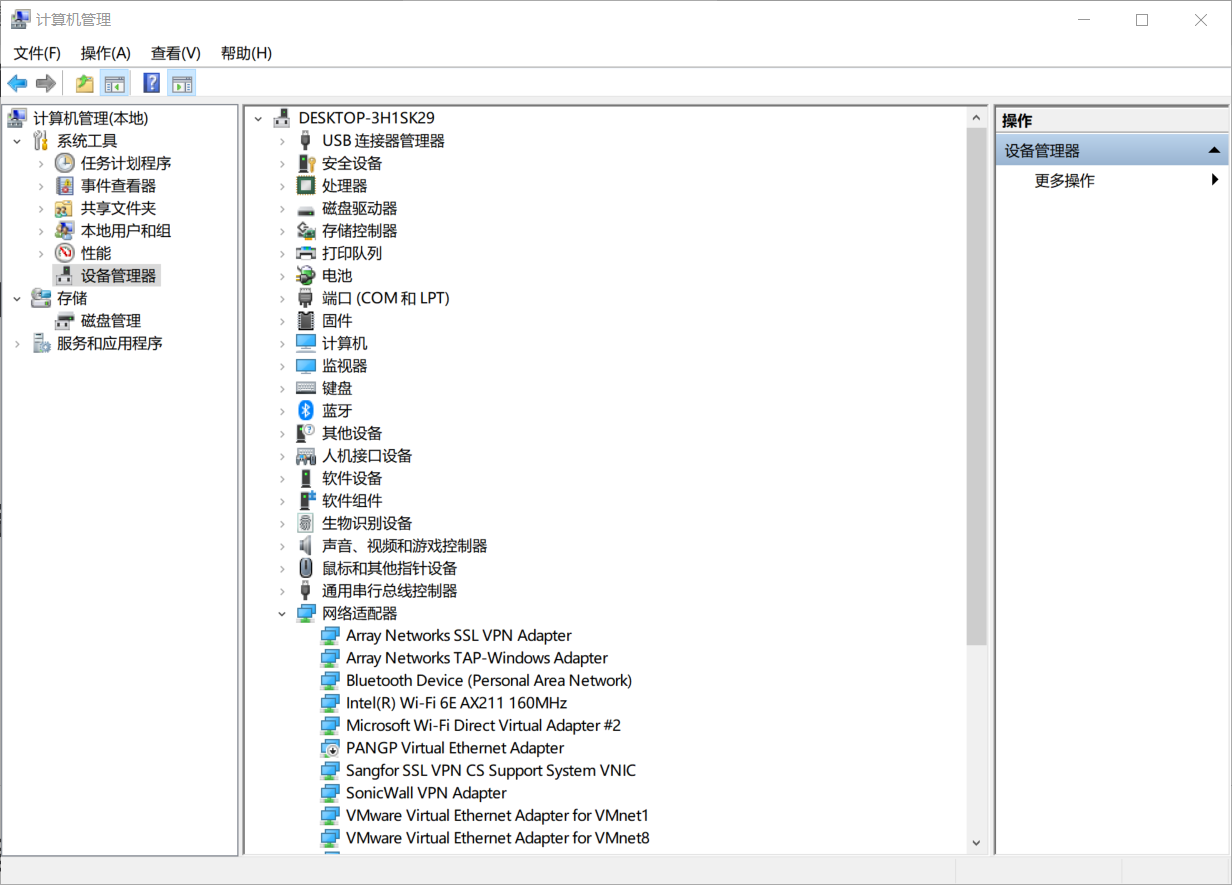 计算机管理
文件(F) 操作(A) 查看(V) 帮助(H)
计算机管理(本地)
系统工具
任务计划程序
事件查看器
共享文件夹
本地用户和组
性能
设备管理器
存储
磁盘管理
服务和应用程序
DESKTOP-3H1SK29
USB 连接器管理器
安全设备
处理器
磁盘驱动器
存储控制器
打印队列
电池
端口 (COM 和 LPT)
固件
计算机
监视器
键盘
蓝牙
其他设备
人机接口设备
软件设备
软件组件
生物识别设备
声音、视频和游戏控制器
鼠标和其他指针设备
通用串行总线控制器
网络适配器
Array Networks SSL VPN Adapter
Array Networks TAP-Windows Adapter
Bluetooth Device (Personal Area Network)
Intel(R) Wi-Fi 6E AX211 160MHz
Microsoft Wi-Fi Direct Virtual Adapter #2
PANGP Virtual Ethernet Adapter
Sangfor SSL VPN CS Support System VNIC
SonicWall VPN Adapter
VMware Virtual Ethernet Adapter for VMnet1
VMware Virtual Ethernet Adapter for VMnet8
操作
设备管理器
更多操作